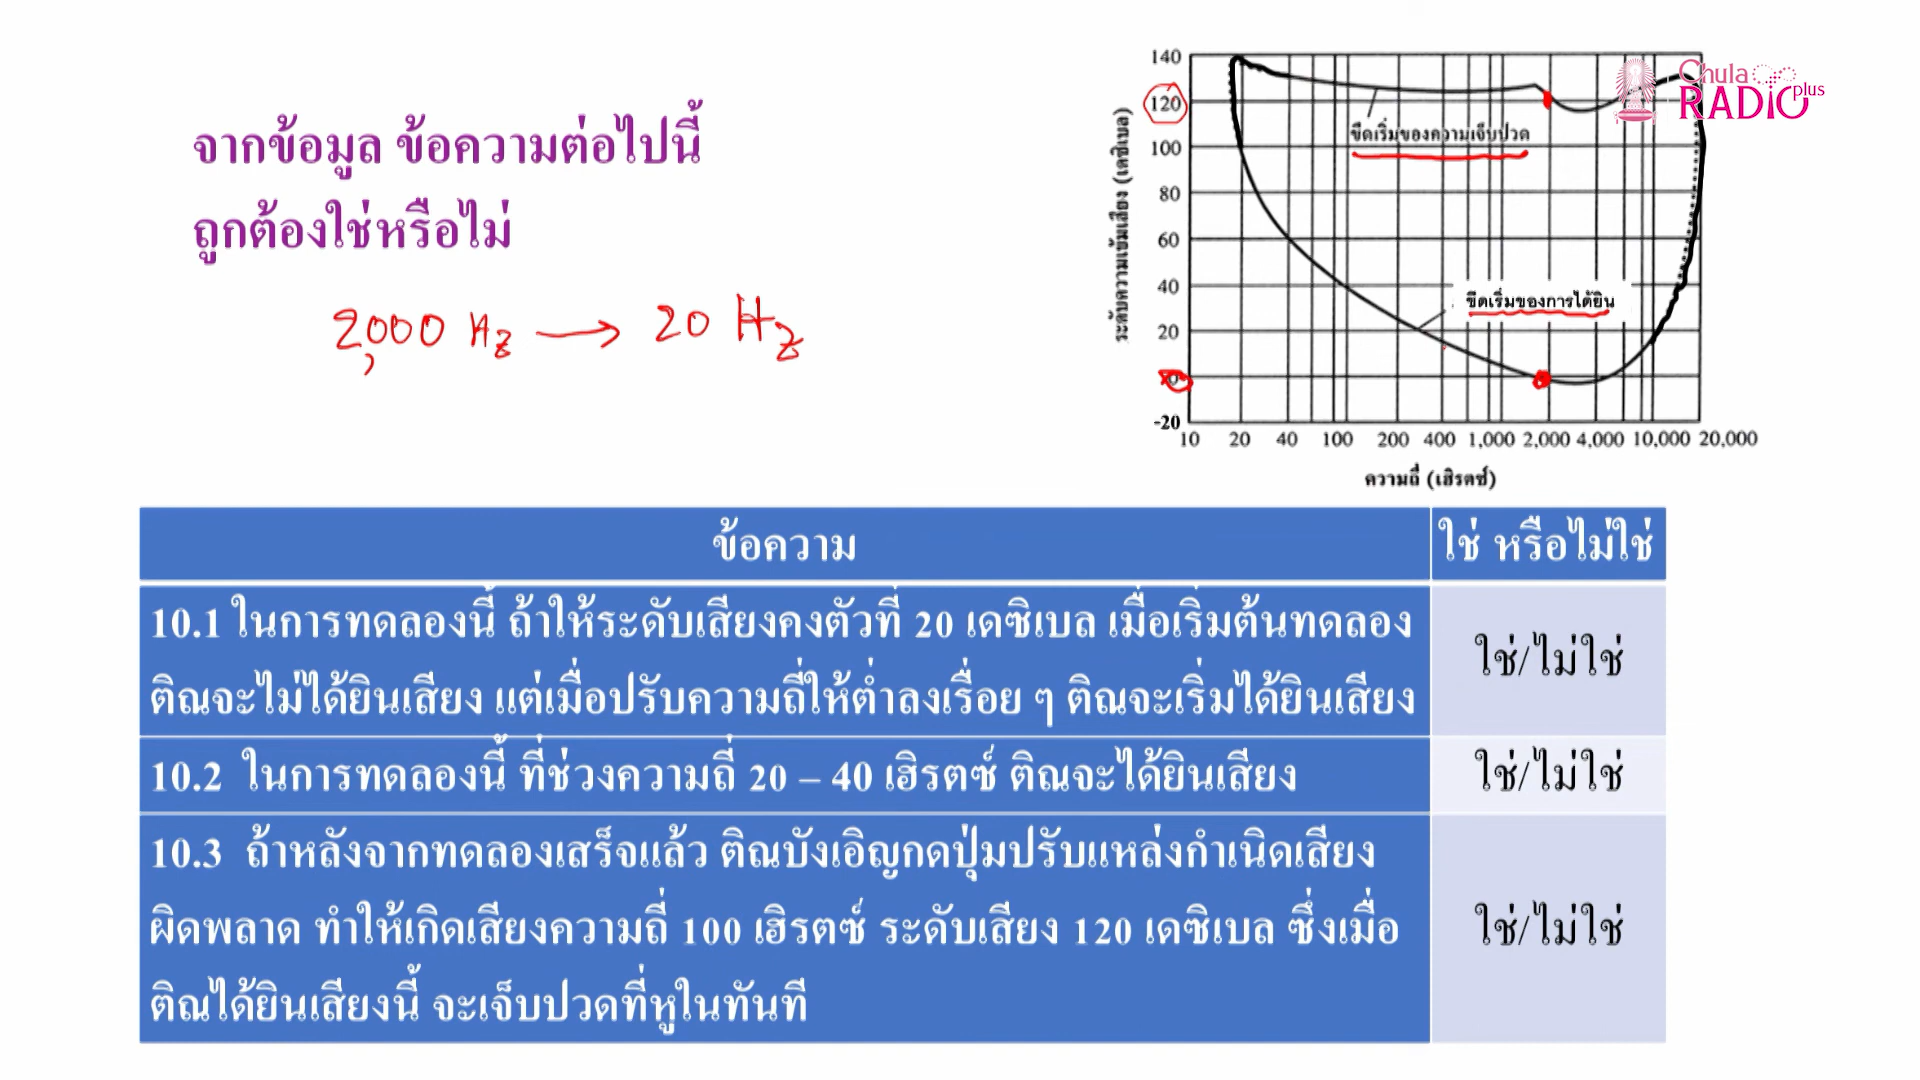 จากข้อมูล ข้อความต่อไปนี้
ถูกต้องใช่หรือไม่
2,000 Hz → 20 Hz
Chula
RADIO plus
140
120
100
80
60
40
20
0
-20
ระดับความเข้มเสียง (เดซิเบล)
ขีดเริ่มของความเจ็บปวด
ขีดเริ่มของการได้ยิน
10 20 40 100 200 400 1,000 2,000 4,000 10,000 20,000
ความถี่ (เฮิรตซ์)
ข้อความ ใช่ หรือไม่ใช่
10.1 ในการทดลองนี้ ถ้าให้ระดับเสียงคงตัวที่ 20 เดซิเบล เมื่อเริ่มต้นทดลอง
ติณจะไม่ได้ยินเสียง แต่เมื่อปรับความถี่ให้ต่ำลงเรื่อย ๆ ติณจะเริ่มได้ยินเสียง
ใช่/ไม่ใช่
10.2 ในการทดลองนี้ ที่ช่วงความถี่ 20 – 40 เฮิรตซ์ ติณจะได้ยินเสียง
ใช่/ไม่ใช่
10.3 ถ้าหลังจากทดลองเสร็จแล้ว ติณบังเอิญกดปุ่มปรับแหล่งกำเนิดเสียง
ผิดพลาด ทำให้เกิดเสียงความถี่ 100 เฮิรตซ์ ระดับเสียง 120 เดซิเบล ซึ่งเมื่อ
ติณได้ยินเสียงนี้ จะเจ็บปวดที่หูในทันที
ใช่/ไม่ใช่